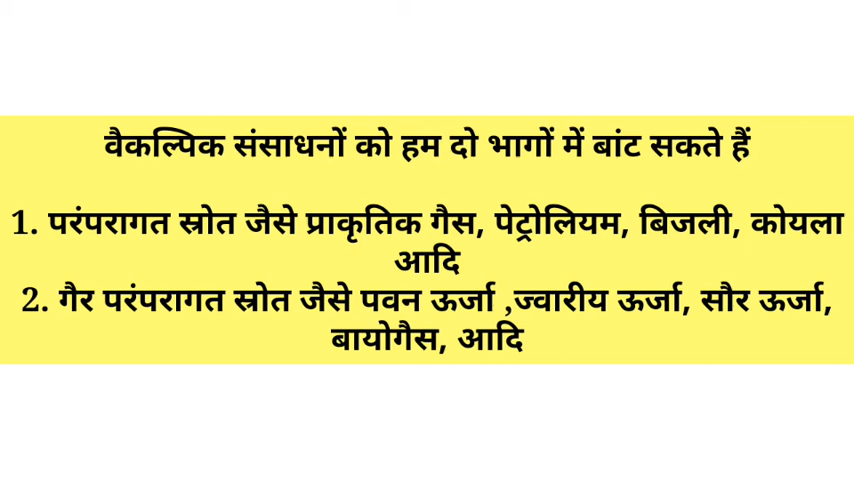 वैकल्पिक संसाधनों को हम दो भागों में बांट सकते हैं
1. परंपरागत स्रोत जैसे प्राकृतिक गैस, पेट्रोलियम, बिजली, कोयला
आदि
2. गैर परंपरागत स्रोत जैसे पवन ऊर्जा ,ज्वारीय ऊर्जा, सौर ऊर्जा,
बायोगैस, आदि